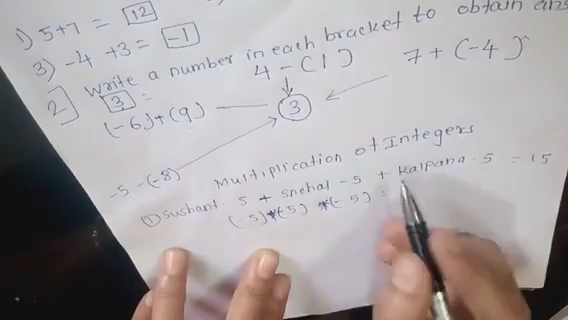 1) 5+7 = 12
3) -4 +3 = -1
2] Write a number in each bracket to obtain ans
3 =
4 - (1)
7 + (-4)
(-6) + (9)
3
-5 - (-8)
Multiplication of Integers
① Sushant. 5 + Snehal - 5 + Kalpana. 5 = 15
(-5) * (-5) * (-5) =